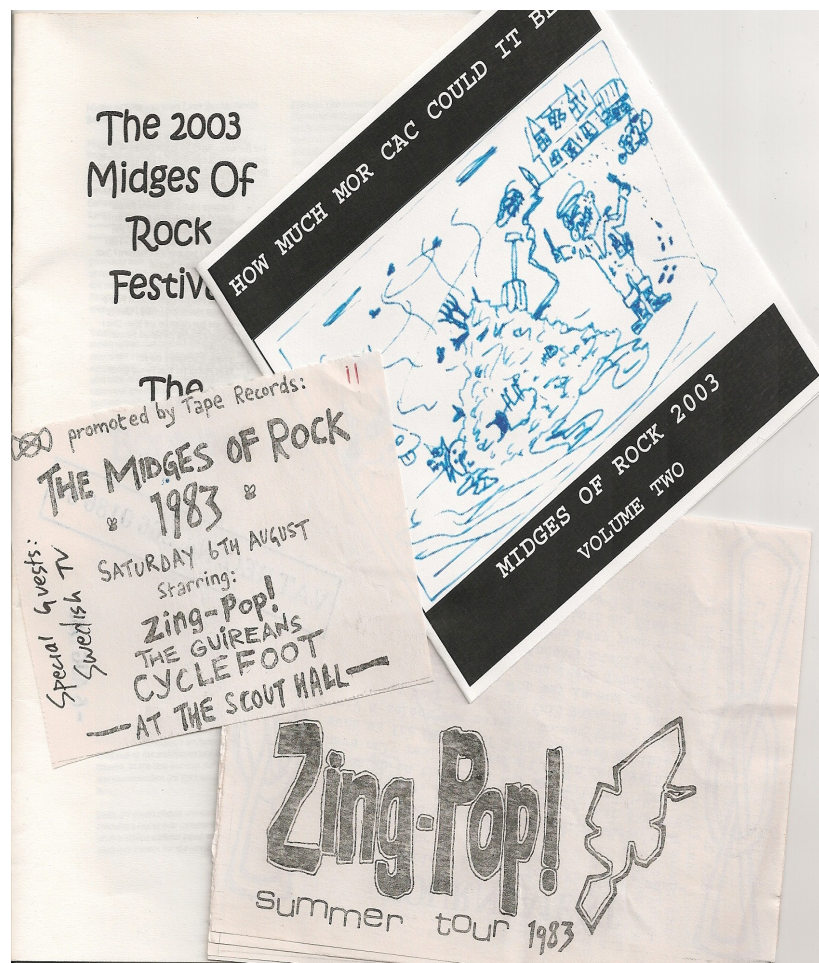 The 2003
Midges Of
Rock
The
HOW MUCH MOR CAC COULD IT
MIDGES OF ROCK 2003
VOLUME TWO
11
promoted by Tape Records:
THE MIDGES OF ROCK
1983
SATURDAY 6TH AUGUST
Starring:
Zing-Pop!
THE GUIREANS
CYCLEFOOT
— AT THE SCOUT HALL —
Special Guests:
Swedish TV
Zing-Pop!
summer tour 1983